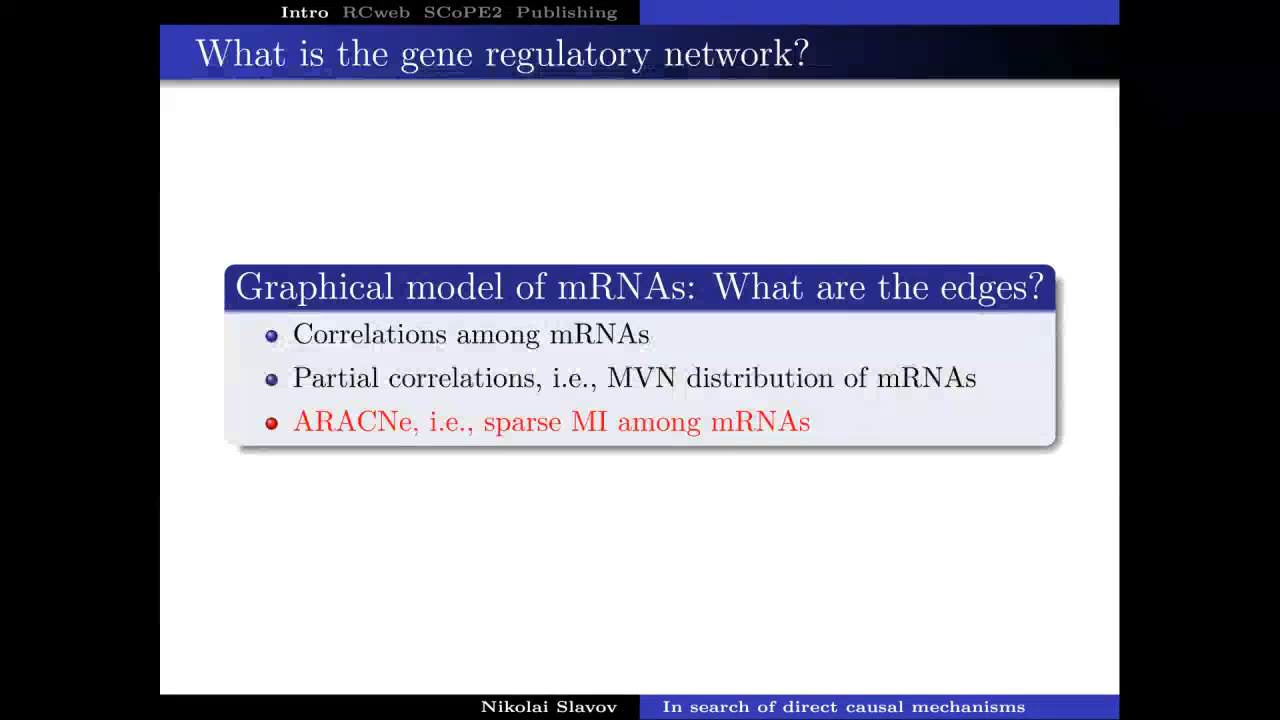 Intro RCweb SCoPE2 Publishing
What is the gene regulatory network?
Graphical model of mRNAs: What are the edges?
Correlations among mRNAs
Partial correlations, i.e., MVN distribution of mRNAs
ARACNe, i.e., sparse MI among mRNAs
Nikolai Slavov In search of direct causal mechanisms